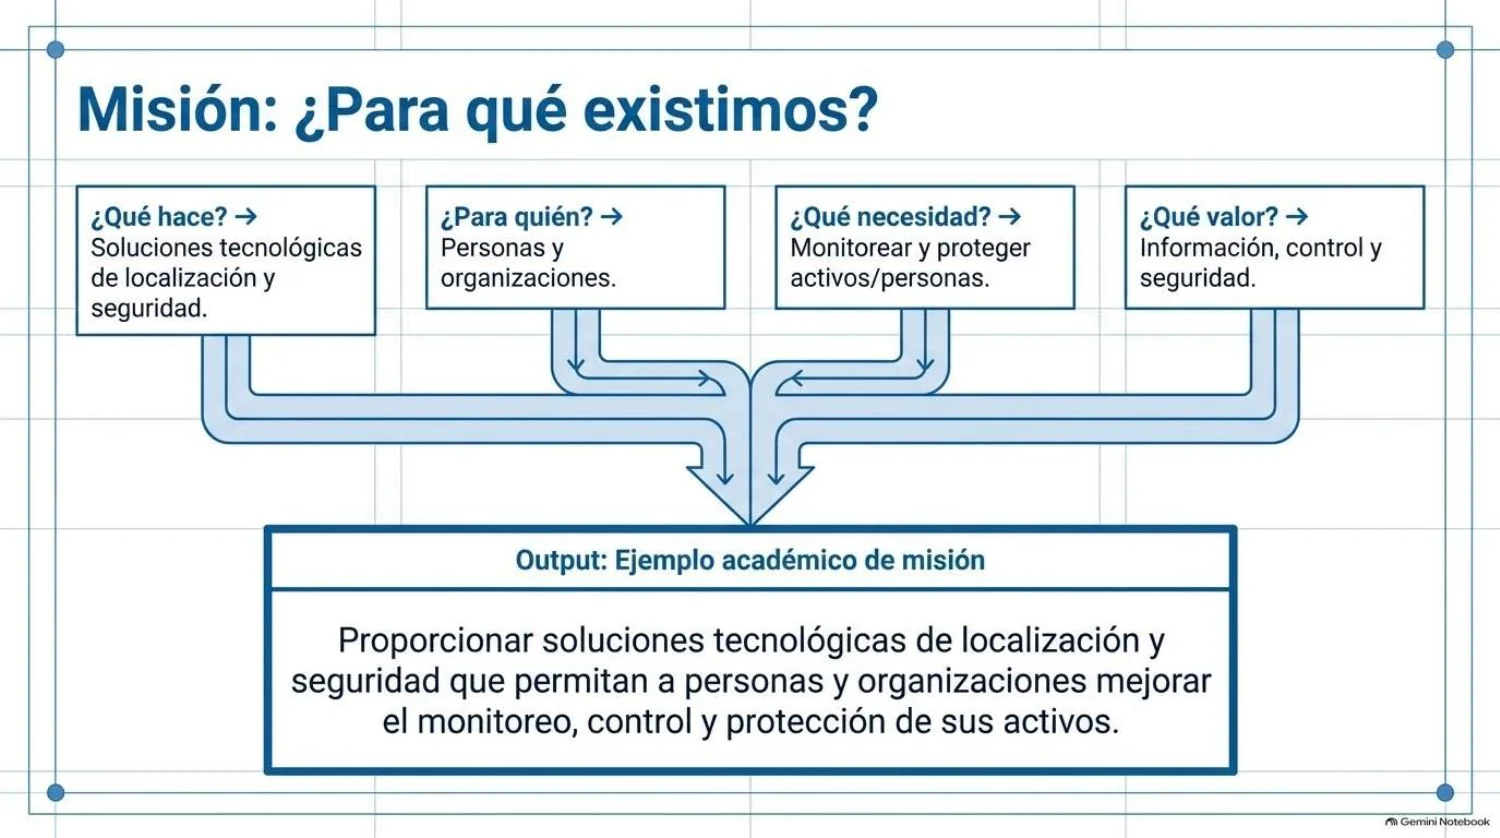 Misión: ¿Para qué existimos?
¿Qué hace? →
Soluciones tecnológicas
de localización y
seguridad.
¿Para quién? →
Personas y
organizaciones.
¿Qué necesidad? →
Monitorear y proteger
activos/personas.
¿Qué valor? →
Información, control y
seguridad.
Output: Ejemplo académico de misión
Proporcionar soluciones tecnológicas de localización y
seguridad que permitan a personas y organizaciones mejorar
el monitoreo, control y protección de sus activos.
Gemini Notebook